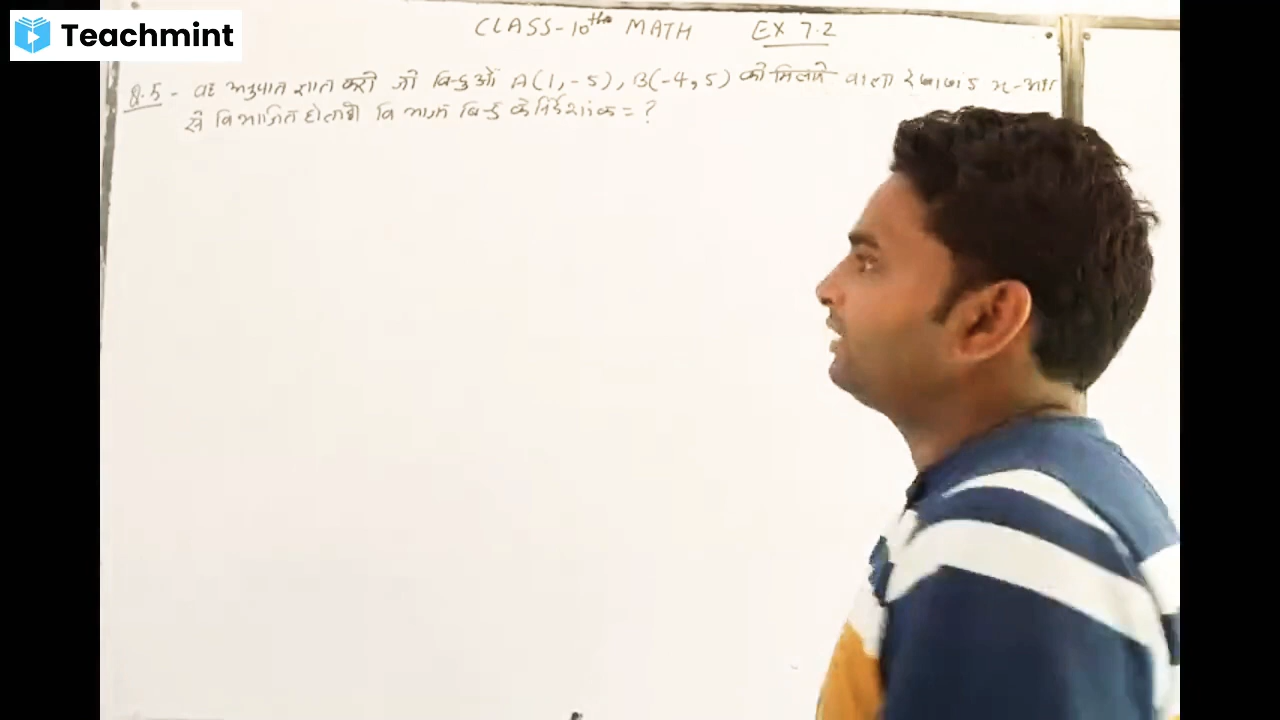 Teachmint
CLASS-10th MATH EX 7.2
Q.5 - वह अनुपात ज्ञात करो जो बिन्दुओं A(1,-5), B(-4,5) को मिलाने वाला रेखाखंड x-अक्ष
से विभाजित होता है विभाजन बिन्दु के निर्देशांक = ?